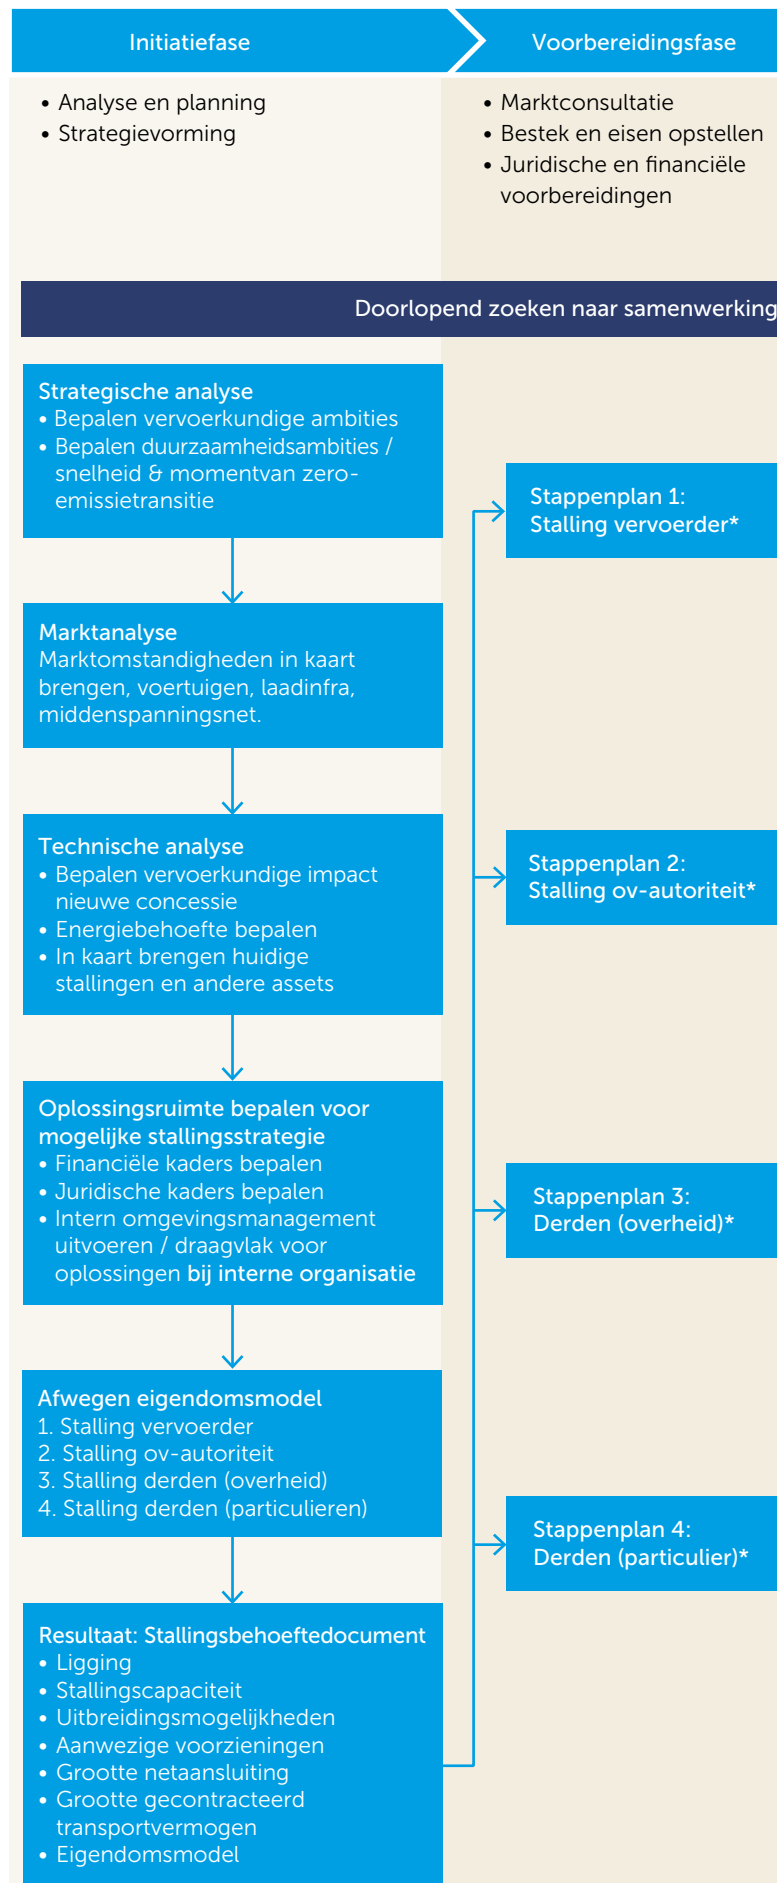 Initiatiefase
Voorbereidingsfase
• Analyse en planning
• Strategievorming
• Marktconsultatie
• Bestek en eisen opstellen
• Juridische en financiële
voorbereidingen
Doorlopend zoeken naar samenwerking
Strategische analyse
• Bepalen vervoerkundige ambities
• Bepalen duurzaamheidsambities /
snelheid & momentvan zero-
emissietransitie
Marktanalyse
Marktomstandigheden in kaart
brengen, voertuigen, laadinfra,
middenspanningsnet.
Technische analyse
• Bepalen vervoerkundige impact
nieuwe concessie
• Energiebehoefte bepalen
• In kaart brengen huidige
stallingen en andere assets
Oplossingsruimte bepalen voor
mogelijke stallingsstrategie
• Financiële kaders bepalen
• Juridische kaders bepalen
• Intern omgevingsmanagement
uitvoeren / draagvlak voor
oplossingen bij interne organisatie
Afwegen eigendomsmodel
1. Stalling vervoerder
2. Stalling ov-autoriteit
3. Stalling derden (overheid)
4. Stalling derden (particulieren)
Resultaat: Stallingsbehoeftedocument
• Ligging
• Stallingscapaciteit
• Uitbreidingsmogelijkheden
• Aanwezige voorzieningen
• Grootte netaansluiting
• Grootte gecontracteerd
transportvermogen
• Eigendomsmodel
Stappenplan 1:
Stalling vervoerder*
Stappenplan 2:
Stalling ov-autoriteit*
Stappenplan 3:
Derden (overheid)*
Stappenplan 4:
Derden (particulier)*